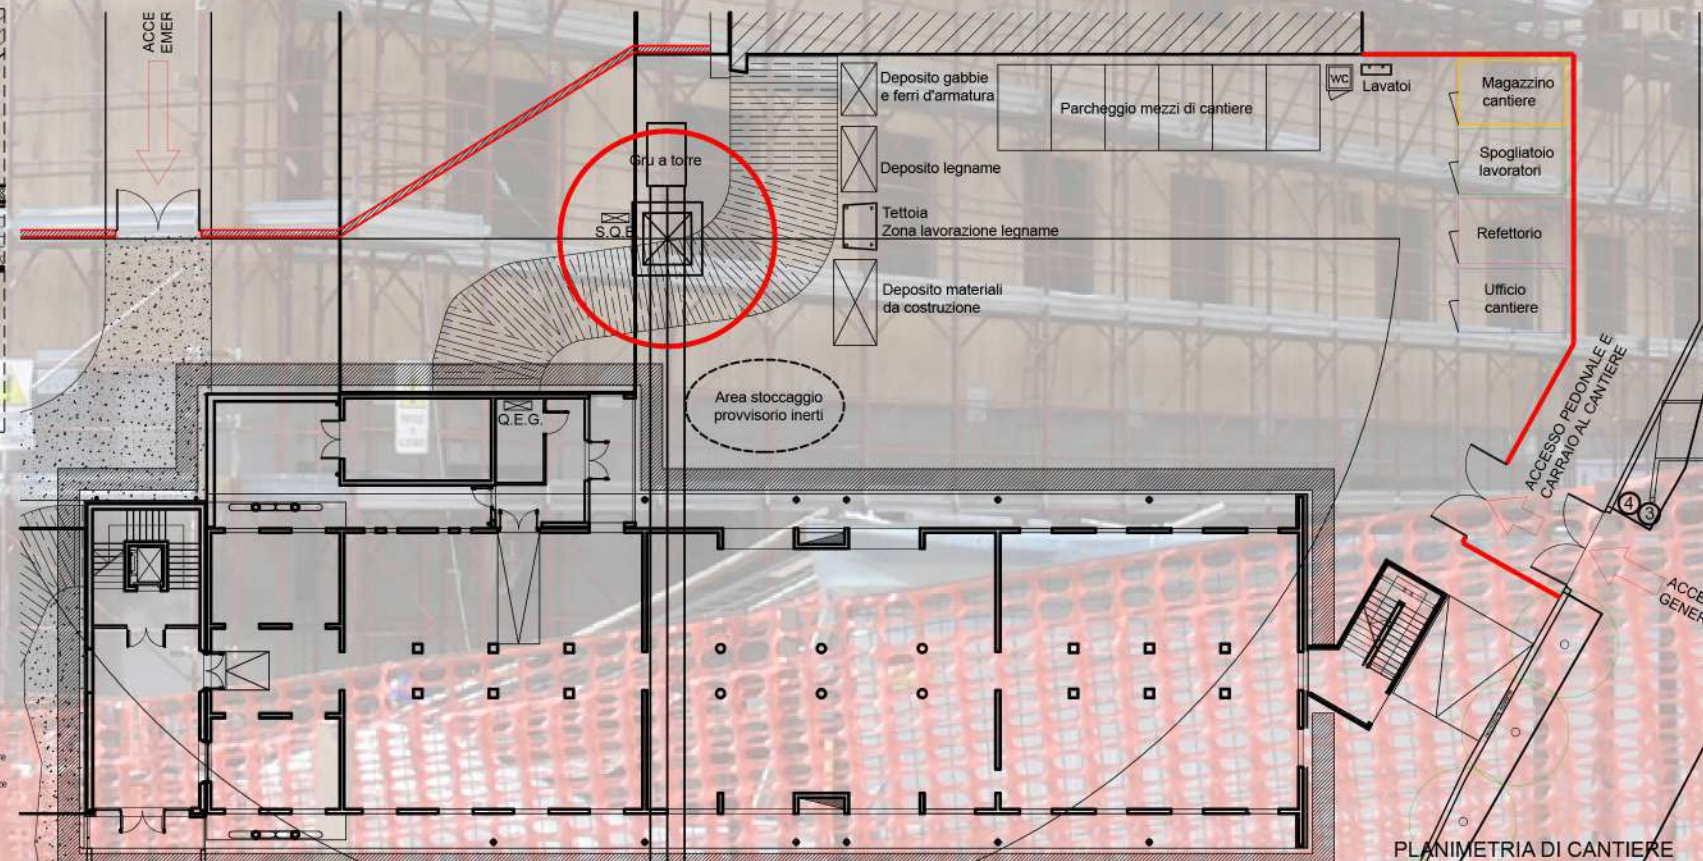 ACCE
EMER
Gru a torre
S.Q.E
Deposito gabbie
e ferri d'armatura
Deposito legname
Tettoia
Zona lavorazione legname
Deposito materiali
da costruzione
Parcheggio mezzi di cantiere
WC
Lavatoi
Magazzino
cantiere
Spogliatoio
lavoratori
Refettorio
Ufficio
cantiere
Area stoccaggio
provvisorio inerti
Q.E.G.
ACCESSO PEDONALE E
CARRAIO AL CANTIERE
4
3
ACCE
GENER
PLANIMETRIA DI CANTIERE